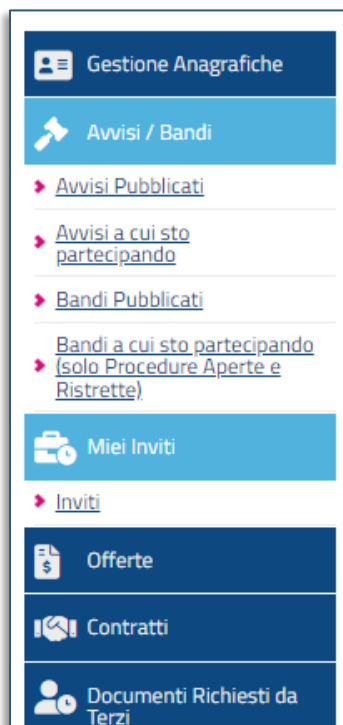 Gestione Anagrafiche
Avvisi / Bandi
Avvisi Pubblicati
Avvisi a cui sto
partecipando
Bandi Pubblicati
Bandi a cui sto partecipando
(solo Procedure Aperte e
Ristrette)
Miei Inviti
Inviti
Offerte
Contratti
Documenti Richiesti da
Terzi